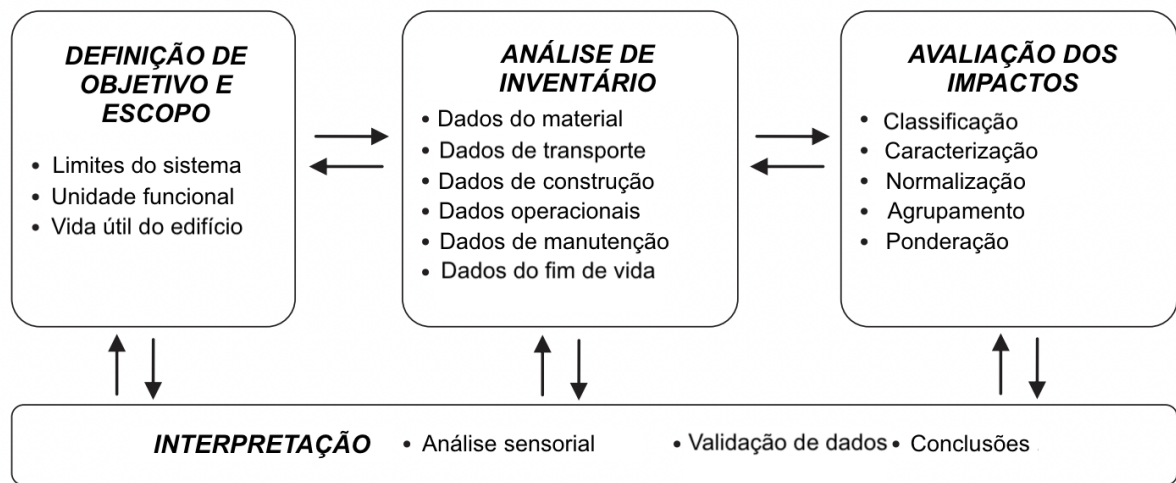 DEFINIÇÃO DE
OBJETIVO E
ESCOPO
• Limites do sistema
• Unidade funcional
• Vida útil do edifício
ANÁLISE DE
INVENTÁRIO
• Dados do material
• Dados de transporte
• Dados de construção
• Dados operacionais
• Dados de manutenção
• Dados do fim de vida
AVALIAÇÃO DOS
IMPACTOS
• Classificação
• Caracterização
• Normalização
• Agrupamento
• Ponderação
INTERPRETAÇÃO • Análise sensorial • Validação de dados • Conclusões